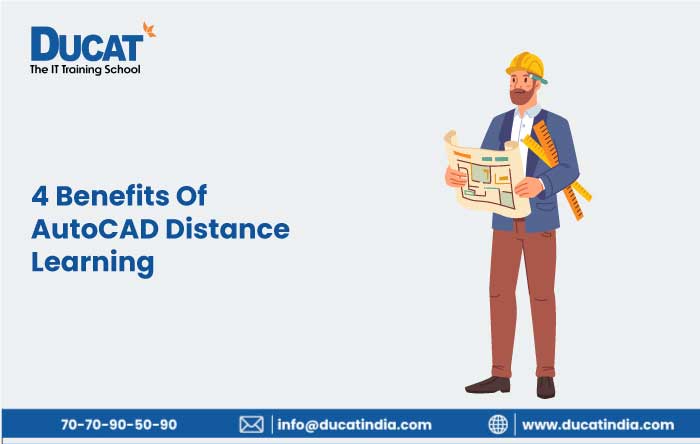 DUCAT
The IT Training School
4 Benefits Of
AutoCAD Distance
Learning
70-70-90-50-90
info@ducatindia.com
www.ducatindia.com